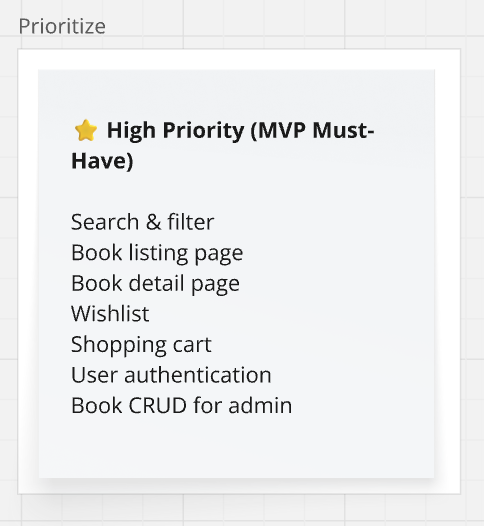 Prioritize
⭐ High Priority (MVP Must-
Have)
Search & filter
Book listing page
Book detail page
Wishlist
Shopping cart
User authentication
Book CRUD for admin